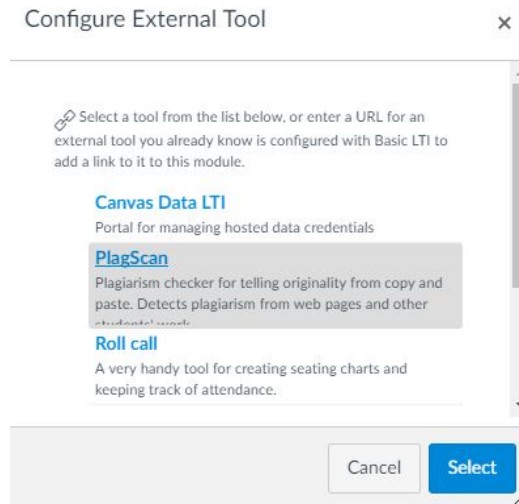 Configure External Tool
Select a tool from the list below, or enter a URL for an
external tool you already know is configured with Basic LTI to
add a link to it to this module.
Canvas Data LTI
Portal for managing hosted data credentials
PlagScan
Plagiarism checker for telling originality from copy and
paste. Detects plagiarism from web pages and other
students' work
Roll call
A very handy tool for creating seating charts and
keeping track of attendance.
Cancel
Select